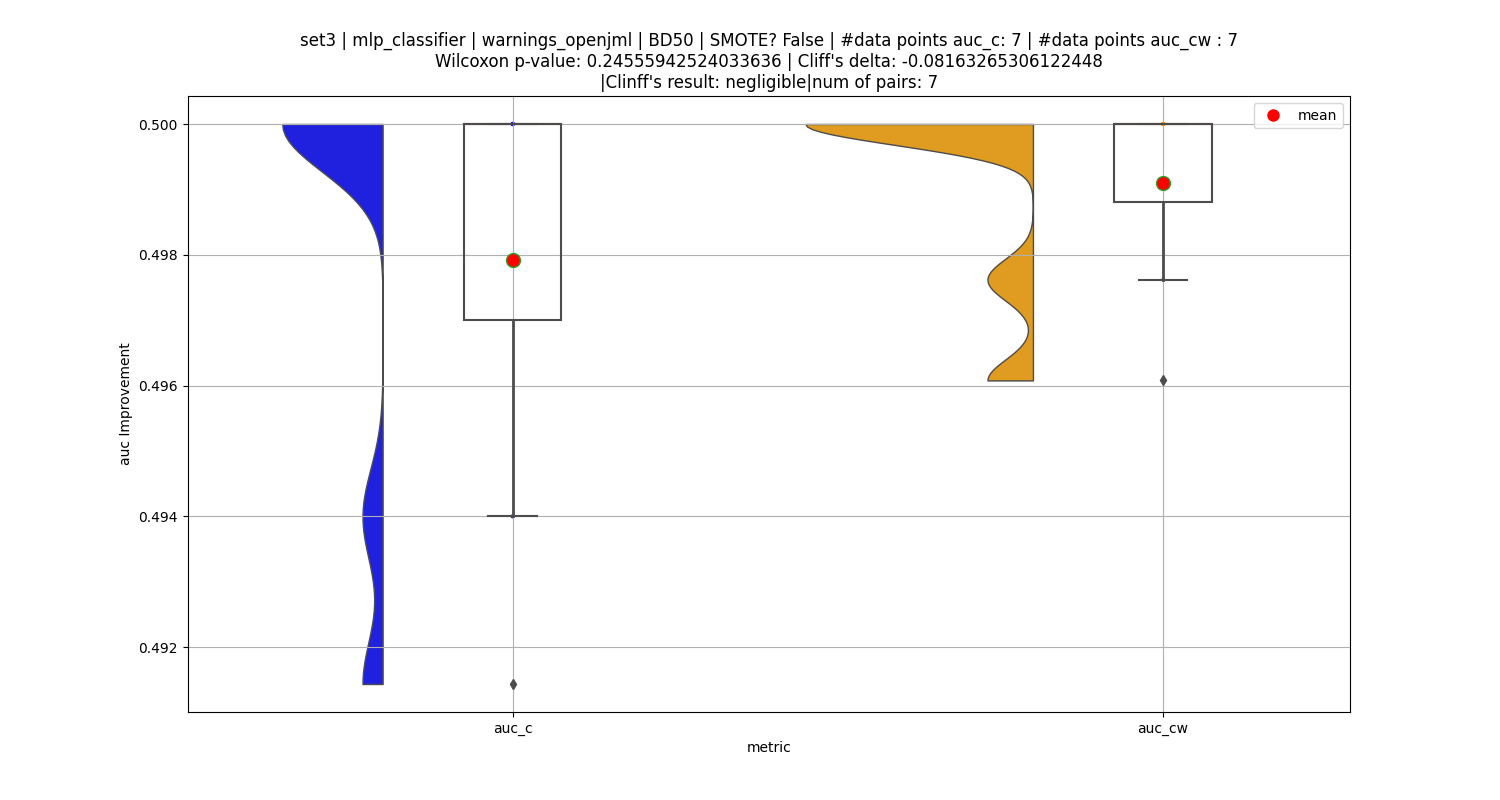 set3 | mlp_classifier | warnings_openjml | BD50 | SMOTE? False | #data points auc_c: 7 | #data points auc_cw : 7
Wilcoxon p-value: 0.24555942524033636 | Cliff's delta: -0.08163265306122448
|Clinff's result: negligible|num of pairs: 7
mean
0.500
0.498
0.496
0.494
0.492
auc Improvement
auc_c
auc_cw
metric